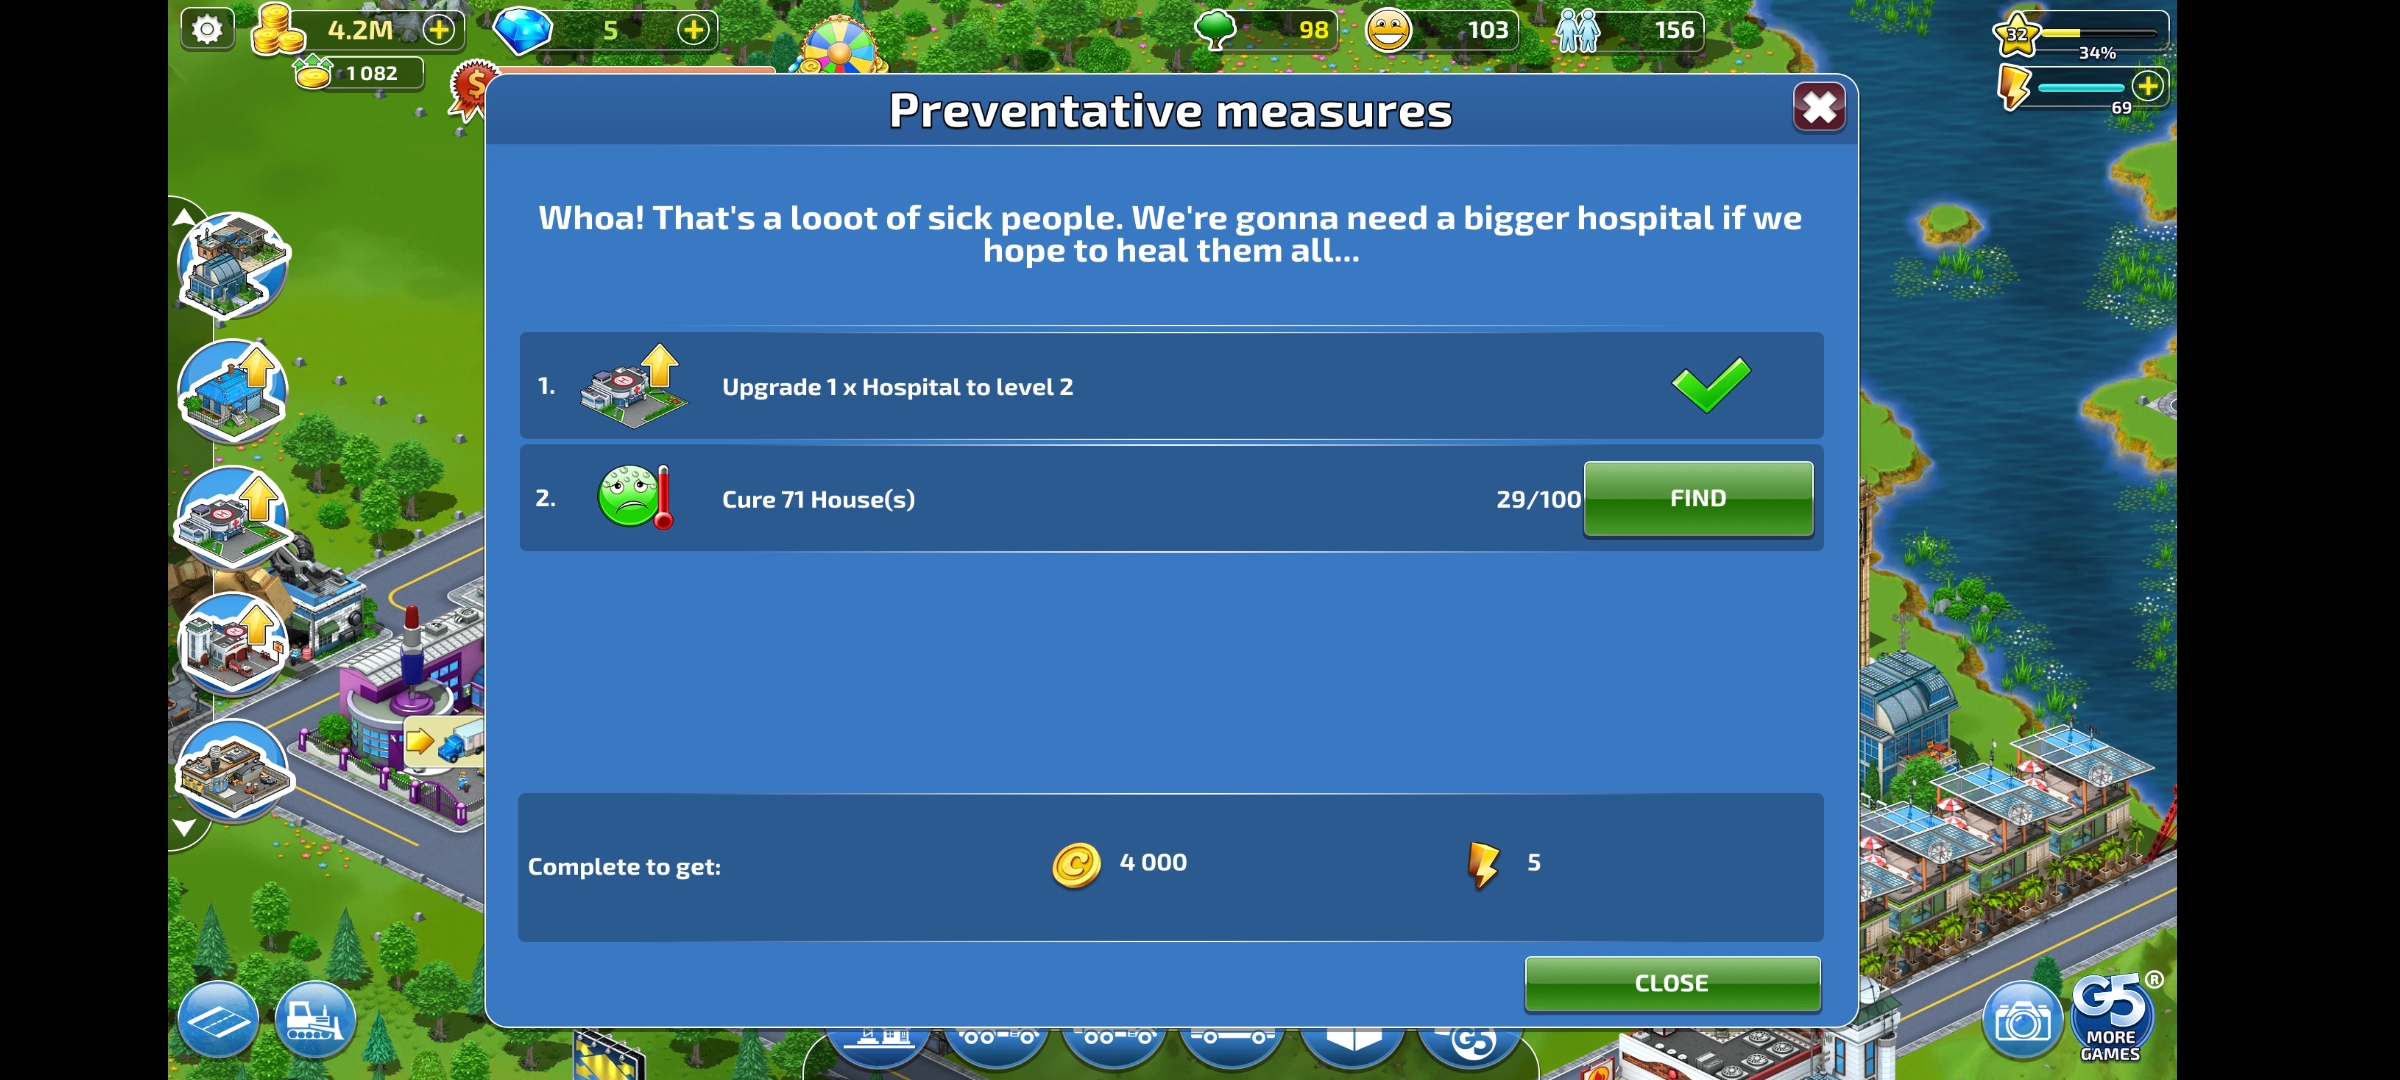 4.2M
5
98
103
156
32
34%
1 082
69
Preventative measures
Whoa! That's a looot of sick people. We're gonna need a bigger hospital if we
hope to heal them all...
1.
Upgrade 1 x Hospital to level 2
2.
Cure 71 House(s)
29/100
FIND
Complete to get:
4 000
5
CLOSE
G5
G5®
MORE
GAMES